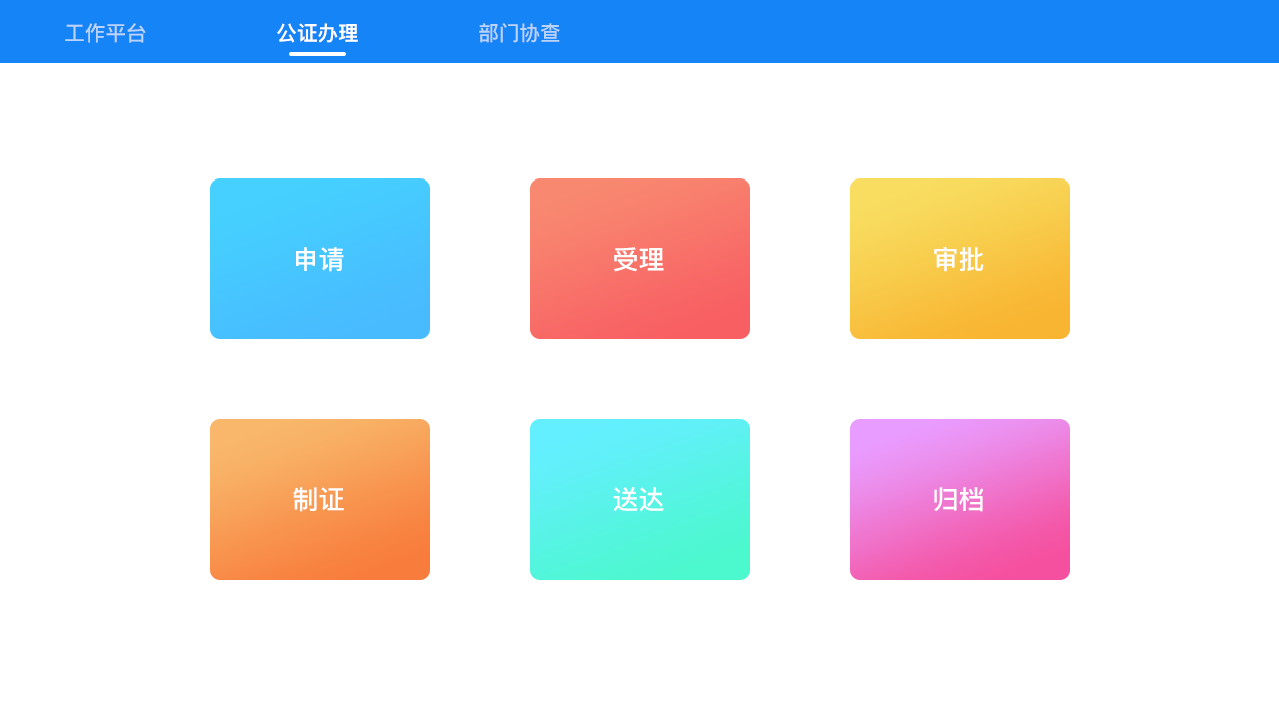 工作平台
公证办理
部门协查
申请
受理
审批
制证
送达
归档